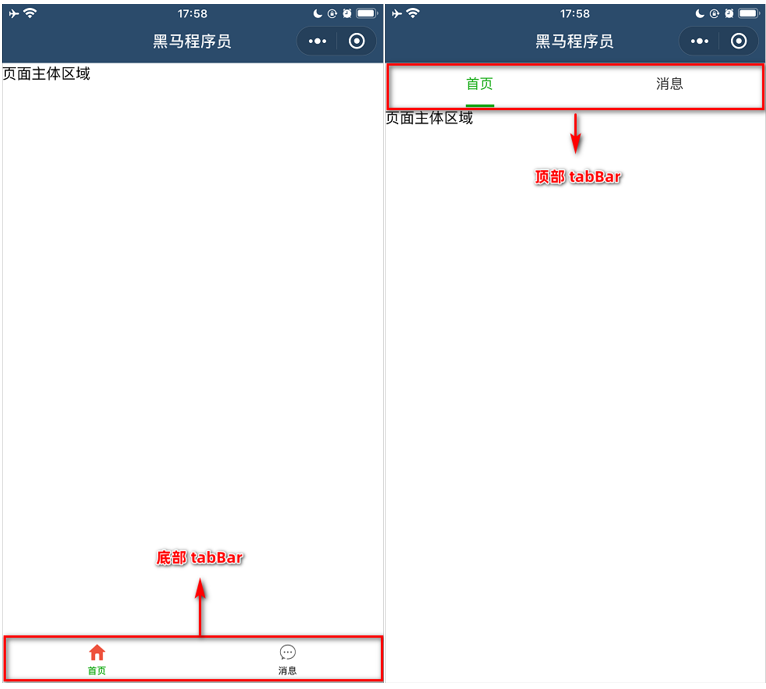 17:58
黑马程序员
页面主体区域
底部 tabBar
首页
消息
17:58
黑马程序员
首页
消息
页面主体区域
顶部 tabBar